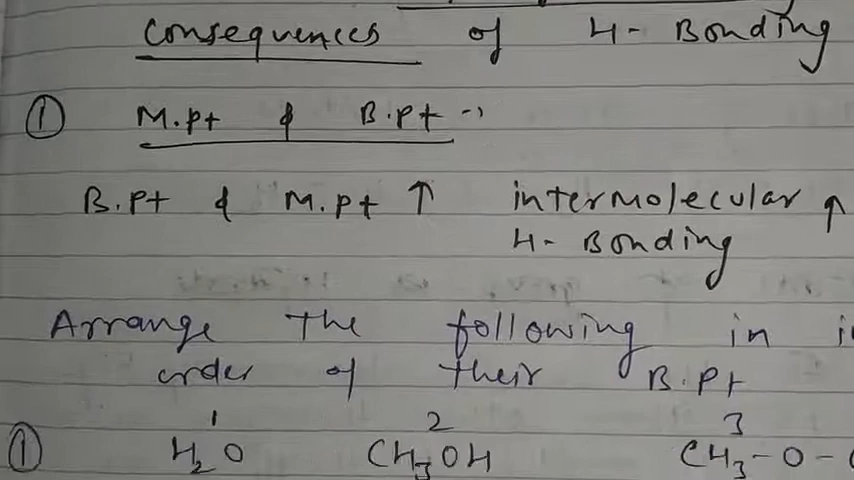 Consequences of H- Bonding
① M.pt & B.pt →
B.pt & M.pt ↑ intermolecular ↑
H- Bonding
Arrange the following in
order of their B.Pt
1 2 3
① H₂O CH₃OH CH₃-O-